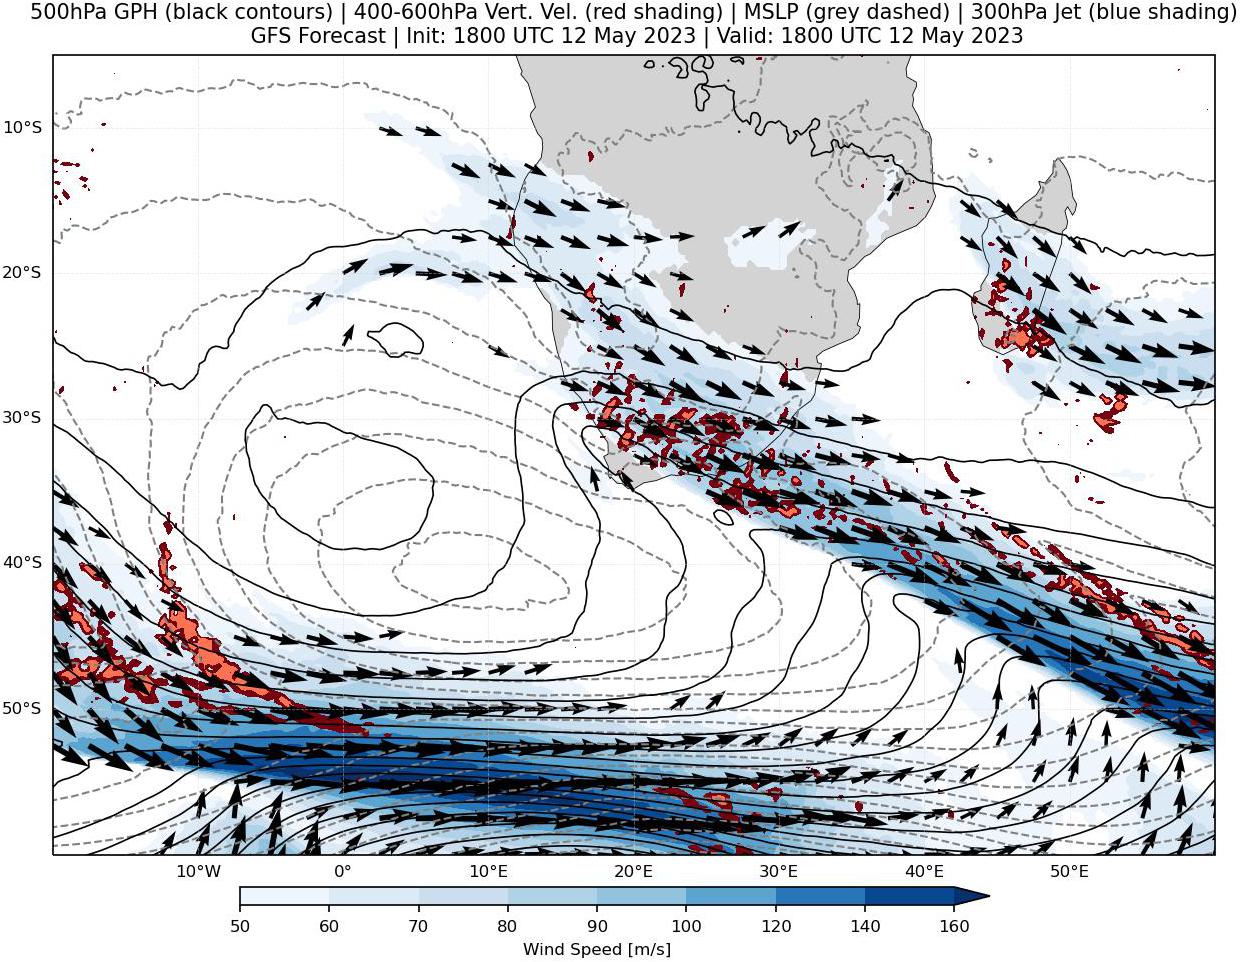 500hPa GPH (black contours) | 400-600hPa Vert. Vel. (red shading) | MSLP (grey dashed) | 300hPa Jet (blue shading)
GFS Forecast | Init: 1800 UTC 12 May 2023 | Valid: 1800 UTC 12 May 2023
10°S
20°S
30°S
40°S
50°S
10°W 0° 10°E 20°E 30°E 40°E 50°E
50 60 70 80 90 100 120 140 160
Wind Speed [m/s]